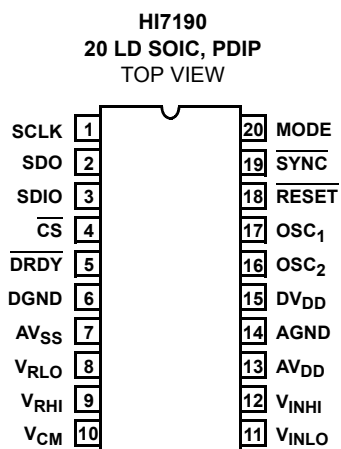 HI7190
20 LD SOIC, PDIP
TOP VIEW
SCLK 1 20 MODE
SDO 2 19 SYNC
SDIO 3 18 RESET
CS 4 17 OSC1
DRDY 5 16 OSC2
DGND 6 15 DVDD
AVSS 7 14 AGND
VRLO 8 13 AVDD
VRHI 9 12 VINHI
VCM 10 11 VINLO